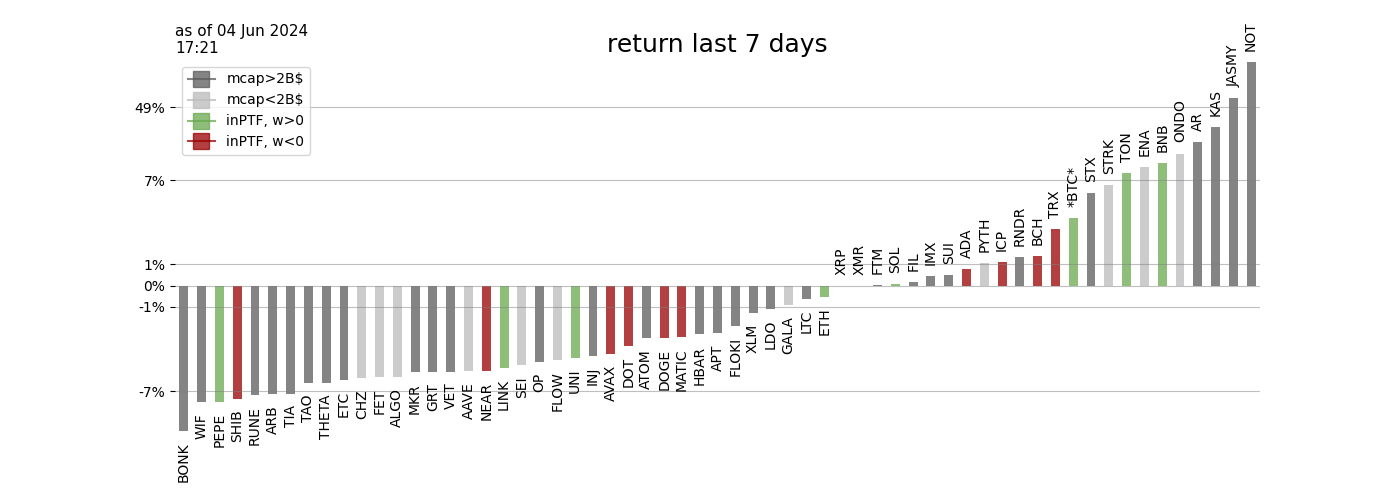 as of 04 Jun 2024
17:21
return last 7 days
mcap>2B$
mcap<2B$
inPTF, w>0
inPTF, w<0
49%
7%
1%
0%
-1%
-7%
BONK
WIF
PEPE
SHIB
RUNE
ARB
TIA
TAO
THETA
ETC
CHZ
FET
ALGO
MKR
GRT
VET
AAVE
NEAR
LINK
SEI
OP
FLOW
UNI
INJ
AVAX
DOT
ATOM
DOGE
MATIC
HBAR
APT
FLOKI
XLM
LDO
GALA
LTC
ETH
XRP
XMR
FTM
SOL
FIL
IMX
SUI
ADA
PYTH
ICP
RNDR
BCH
TRX
*BTC*
STX
STRK
TON
ENA
BNB
ONDO
AR
KAS
JASMY
NOT